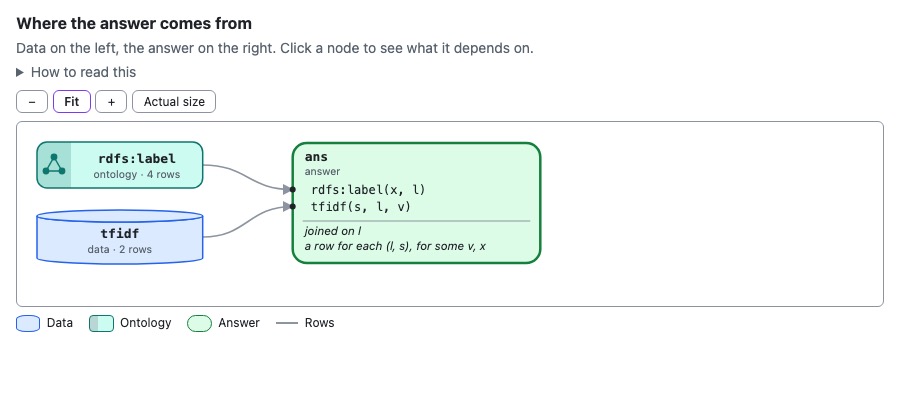 Where the answer comes from
Data on the left, the answer on the right. Click a node to see what it depends on.
▶ How to read this
− Fit + Actual size
rdfs:label
ontology · 4 rows
tfidf
data · 2 rows
ans
answer
rdfs:label(x, l)
tfidf(s, l, v)
joined on l
a row for each (l, s), for some v, x
Data Ontology Answer Rows